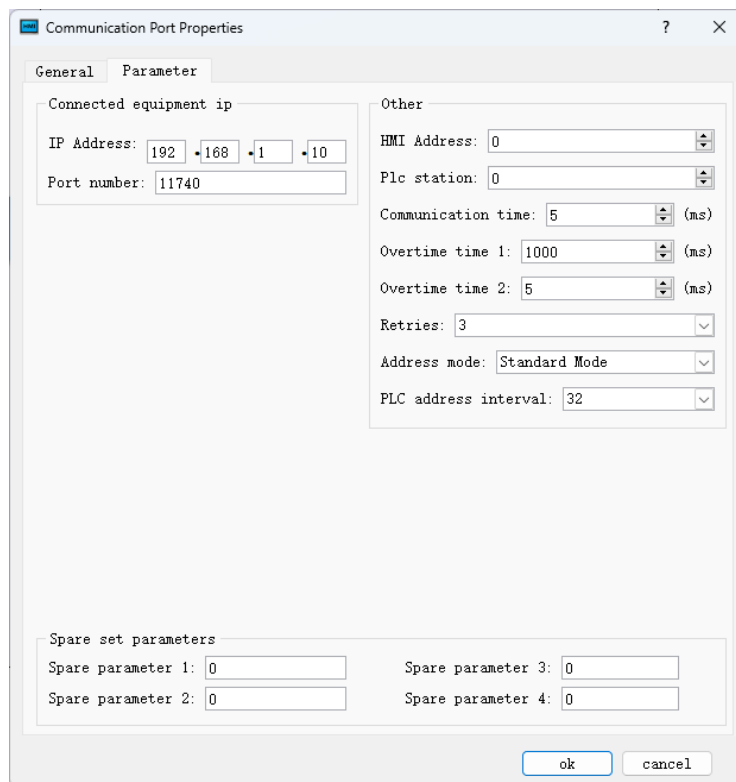 Communication Port Properties
General
Parameter
Connected equipment ip
IP Address: 192 .168 .1 .10
Port number: 11740
Other
HMI Address: 0
Plc station: 0
Communication time: 5 (ms)
Overtime time 1: 1000 (ms)
Overtime time 2: 5 (ms)
Retries: 3
Address mode: Standard Mode
PLC address interval: 32
Spare set parameters
Spare parameter 1: 0
Spare parameter 3: 0
Spare parameter 2: 0
Spare parameter 4: 0
ok
cancel